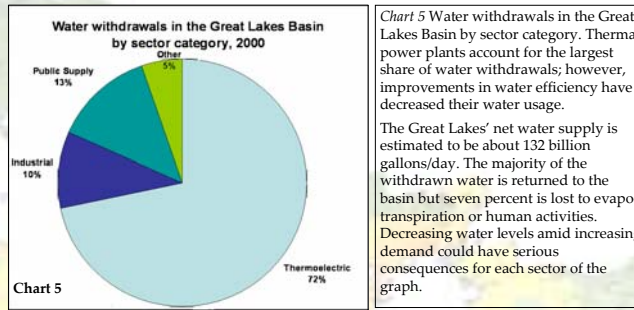 Water withdrawals in the Great Lakes Basin
by sector category, 2000
Other
5%
Public Supply
13%
Industrial
10%
Thermoelectric
72%
Chart 5
Chart 5 Water withdrawals in the Great
Lakes Basin by sector category. Therma
power plants account for the largest
share of water withdrawals; however,
improvements in water efficiency have
decreased their water usage.
The Great Lakes' net water supply is
estimated to be about 132 billion
gallons/day. The majority of the
withdrawn water is returned to the
basin but seven percent is lost to evapo
transpiration or human activities.
Decreasing water levels amid increasin
demand could have serious
consequences for each sector of the
graph.